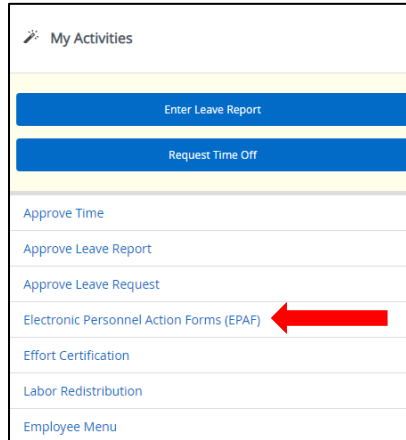 My Activities
Enter Leave Report
Request Time Off
Approve Time
Approve Leave Report
Approve Leave Request
Electronic Personnel Action Forms (EPAF)
Effort Certification
Labor Redistribution
Employee Menu